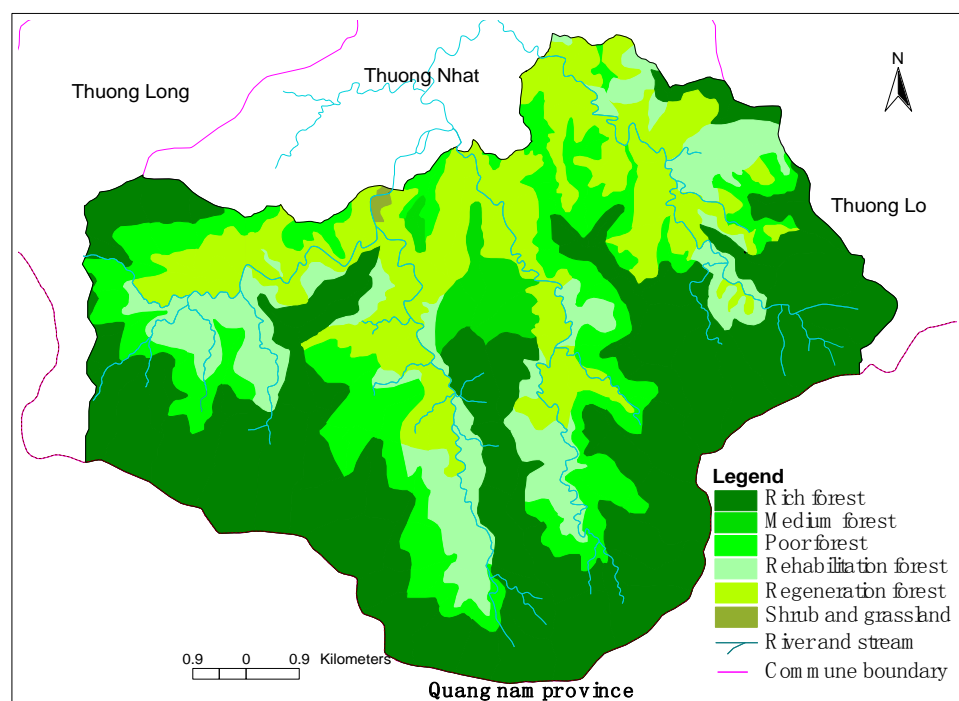 N
Thuong Nhat
Thuong Long
Thuong Lo
Legend
Rich forest
Medium forest
Poor forest
Rehabilitation forest
Regeneration forest
Shrub and grassland
River and stream
Commune boundary
0.9 0 0.9 Kilometers
Quang nam province